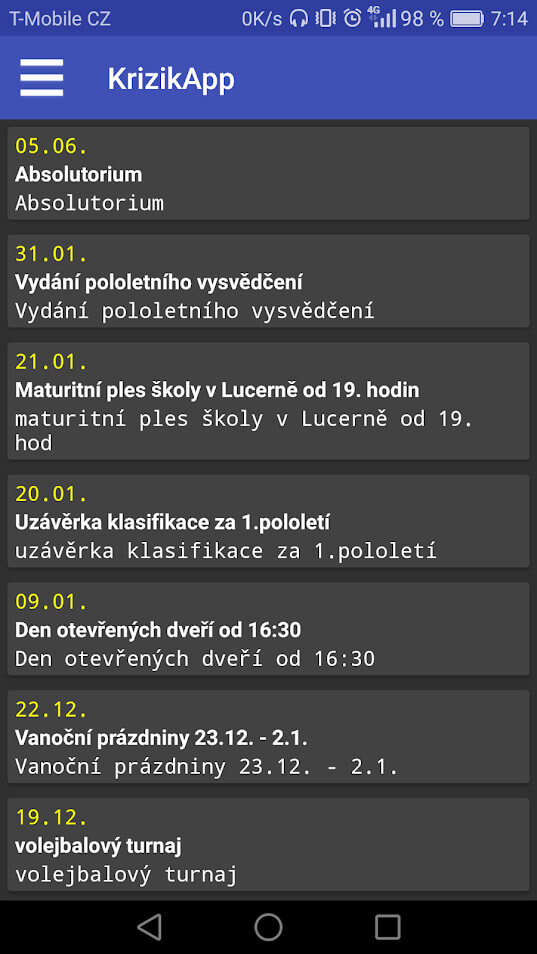 T-Mobile CZ 0K/s 4G 98 % 7:14
KrizikApp
05.06.
Absolutorium
Absolutorium
31.01.
Vydání pololetního vysvědčení
Vydání pololetního vysvědčení
21.01.
Maturitní ples školy v Lucerně od 19. hodin
maturitní ples školy v Lucerně od 19.
hod
20.01.
Uzávěrka klasifikace za 1.pololetí
uzávěrka klasifikace za 1.pololetí
09.01.
Den otevřených dveří od 16:30
Den otevřených dveří od 16:30
22.12.
Vanoční prázdniny 23.12. - 2.1.
Vanoční prázdniny 23.12. - 2.1.
19.12.
volejbalový turnaj
volejbalový turnaj